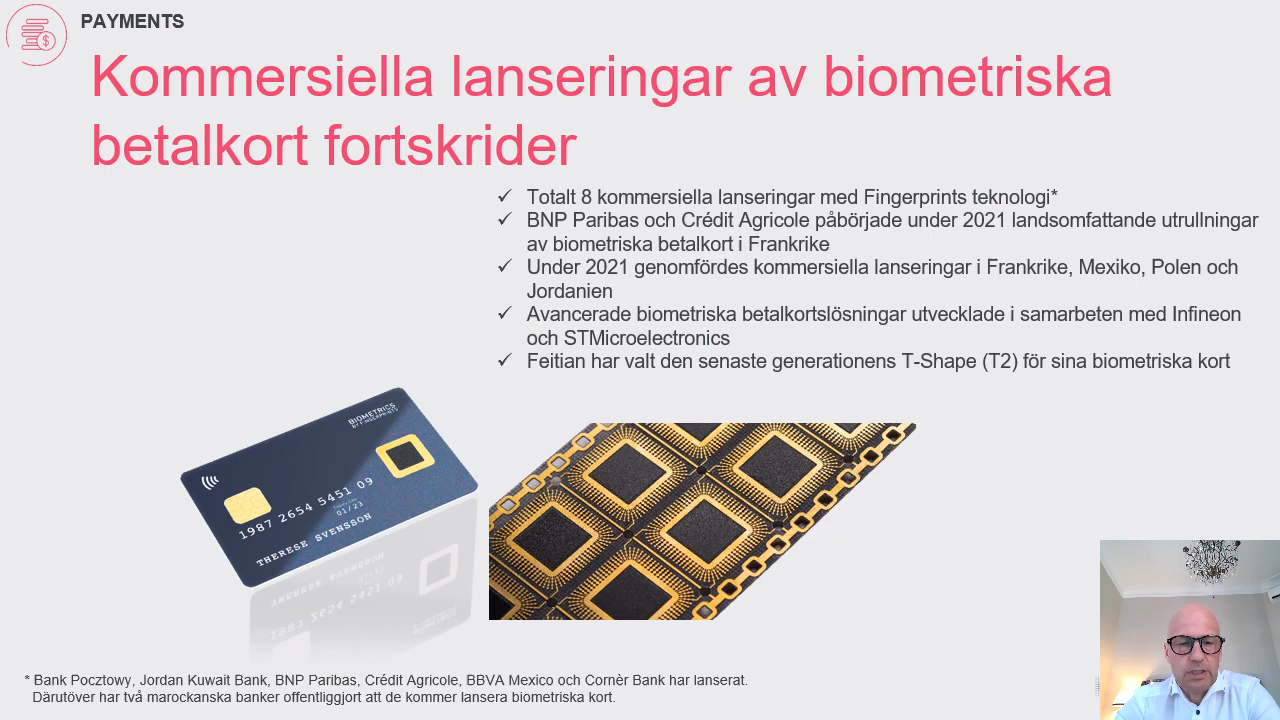 PAYMENTS
Kommersiella lanseringar av biometriska
betalkort fortskrider
Totalt 8 kommersiella lanseringar med Fingerprints teknologi*
BNP Paribas och Crédit Agricole påbörjade under 2021 landsomfattande utrullningar
av biometriska betalkort i Frankrike
Under 2021 genomfördes kommersiella lanseringar i Frankrike, Mexiko, Polen och
Jordanien
Avancerade biometriska betalkortslösningar utvecklade i samarbeten med Infineon
och STMicroelectronics
Feitian har valt den senaste generationens T-Shape (T2) för sina biometriska kort
BIOMETRICS
BY FINGERPRINTS
1987 2654 5451 09
01/23
THERESE SVENSSON
* Bank Pocztowy, Jordan Kuwait Bank, BNP Paribas, Crédit Agricole, BBVA Mexico och Cornèr Bank har lanserat.
Därutöver har två marockanska banker offentliggjort att de kommer lansera biometriska kort.